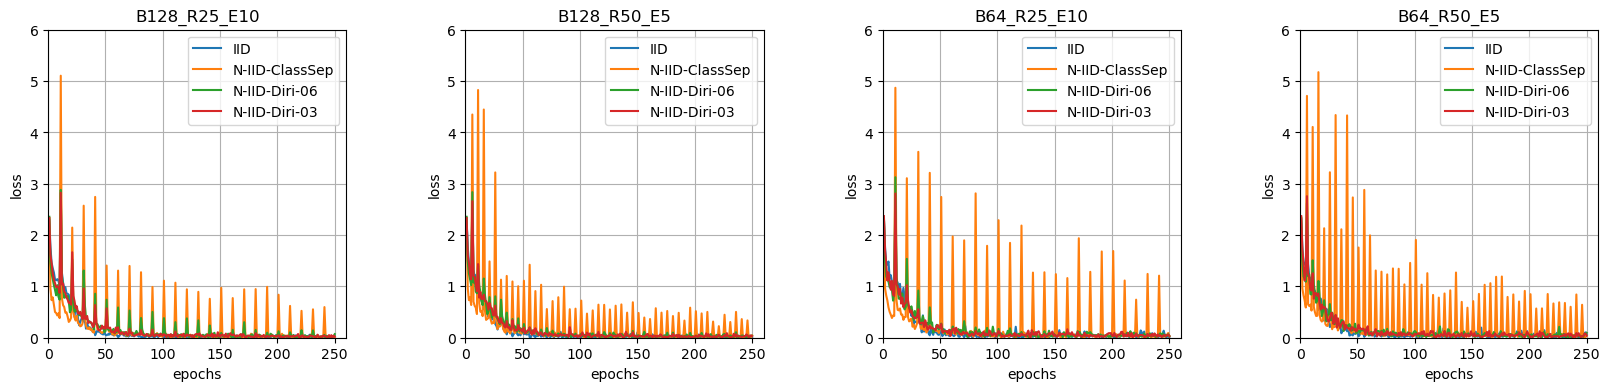 B128_R25_E10
6
5
4
3
2
1
0
loss
IID
N-IID-ClassSep
N-IID-Diri-06
N-IID-Diri-03
0 50 100 150 200 250
epochs
B128_R50_E5
6
5
4
3
2
1
0
loss
IID
N-IID-ClassSep
N-IID-Diri-06
N-IID-Diri-03
0 50 100 150 200 250
epochs
B64_R25_E10
6
5
4
3
2
1
0
loss
IID
N-IID-ClassSep
N-IID-Diri-06
N-IID-Diri-03
0 50 100 150 200 250
epochs
B64_R50_E5
6
5
4
3
2
1
0
loss
IID
N-IID-ClassSep
N-IID-Diri-06
N-IID-Diri-03
0 50 100 150 200 250
epochs